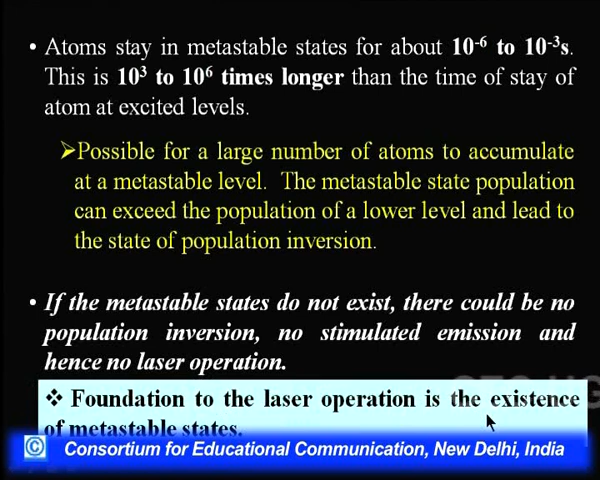 • Atoms stay in metastable states for about 10⁻⁶ to 10⁻³s.
This is 10³ to 10⁶ times longer than the time of stay of
atom at excited levels.
➢Possible for a large number of atoms to accumulate
at a metastable level. The metastable state population
can exceed the population of a lower level and lead to
the state of population inversion.
• If the metastable states do not exist, there could be no
population inversion, no stimulated emission and
hence no laser operation.
❖ Foundation to the laser operation is the existence
of metastable states.
© Consortium for Educational Communication, New Delhi, India